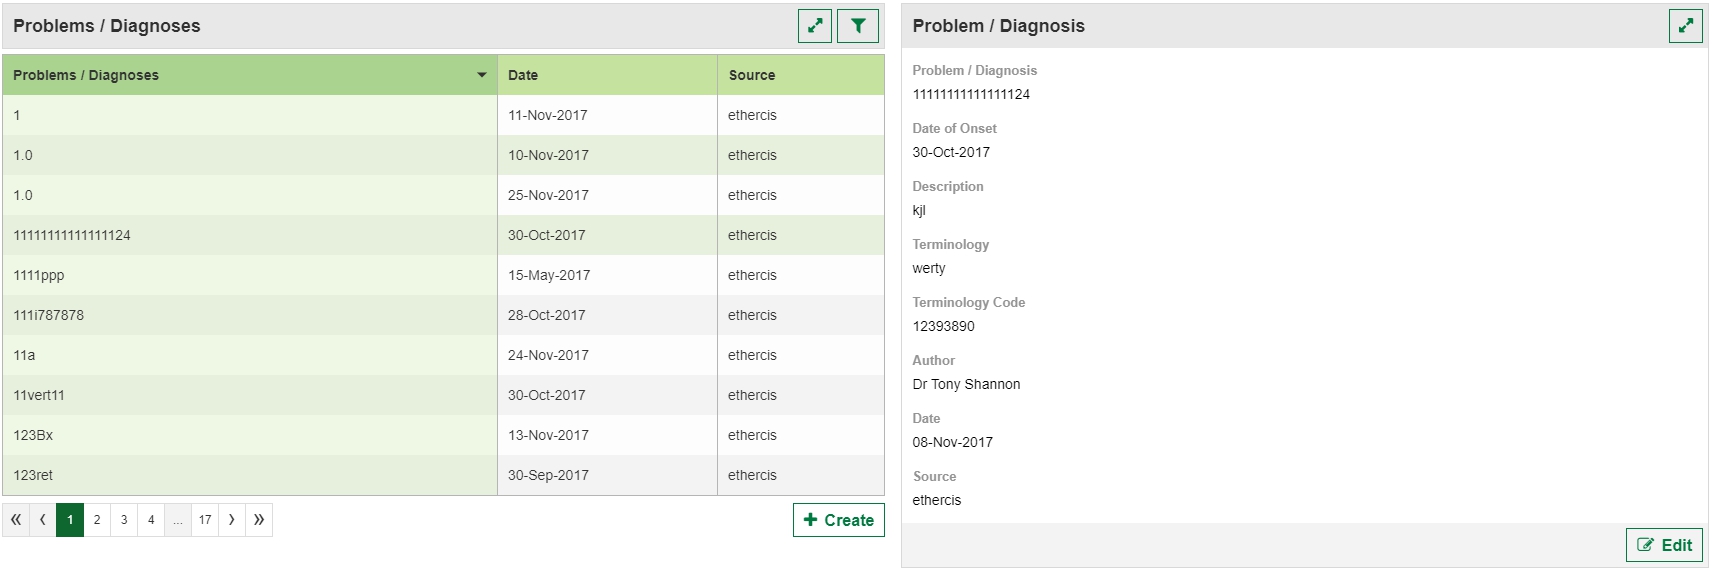 Problems / Diagnoses
Problems / Diagnoses Date Source
1 11-Nov-2017 ethercis
1.0 10-Nov-2017 ethercis
1.0 25-Nov-2017 ethercis
11111111111111124 30-Oct-2017 ethercis
1111ppp 15-May-2017 ethercis
111i787878 28-Oct-2017 ethercis
11a 24-Nov-2017 ethercis
11vert11 30-Oct-2017 ethercis
123Bx 13-Nov-2017 ethercis
123ret 30-Sep-2017 ethercis
« ‹ 1 2 3 4 ... 17 › »
Create
Problem / Diagnosis
Problem / Diagnosis
11111111111111124
Date of Onset
30-Oct-2017
Description
kjl
Terminology
werty
Terminology Code
12393890
Author
Dr Tony Shannon
Date
08-Nov-2017
Source
ethercis
Edit